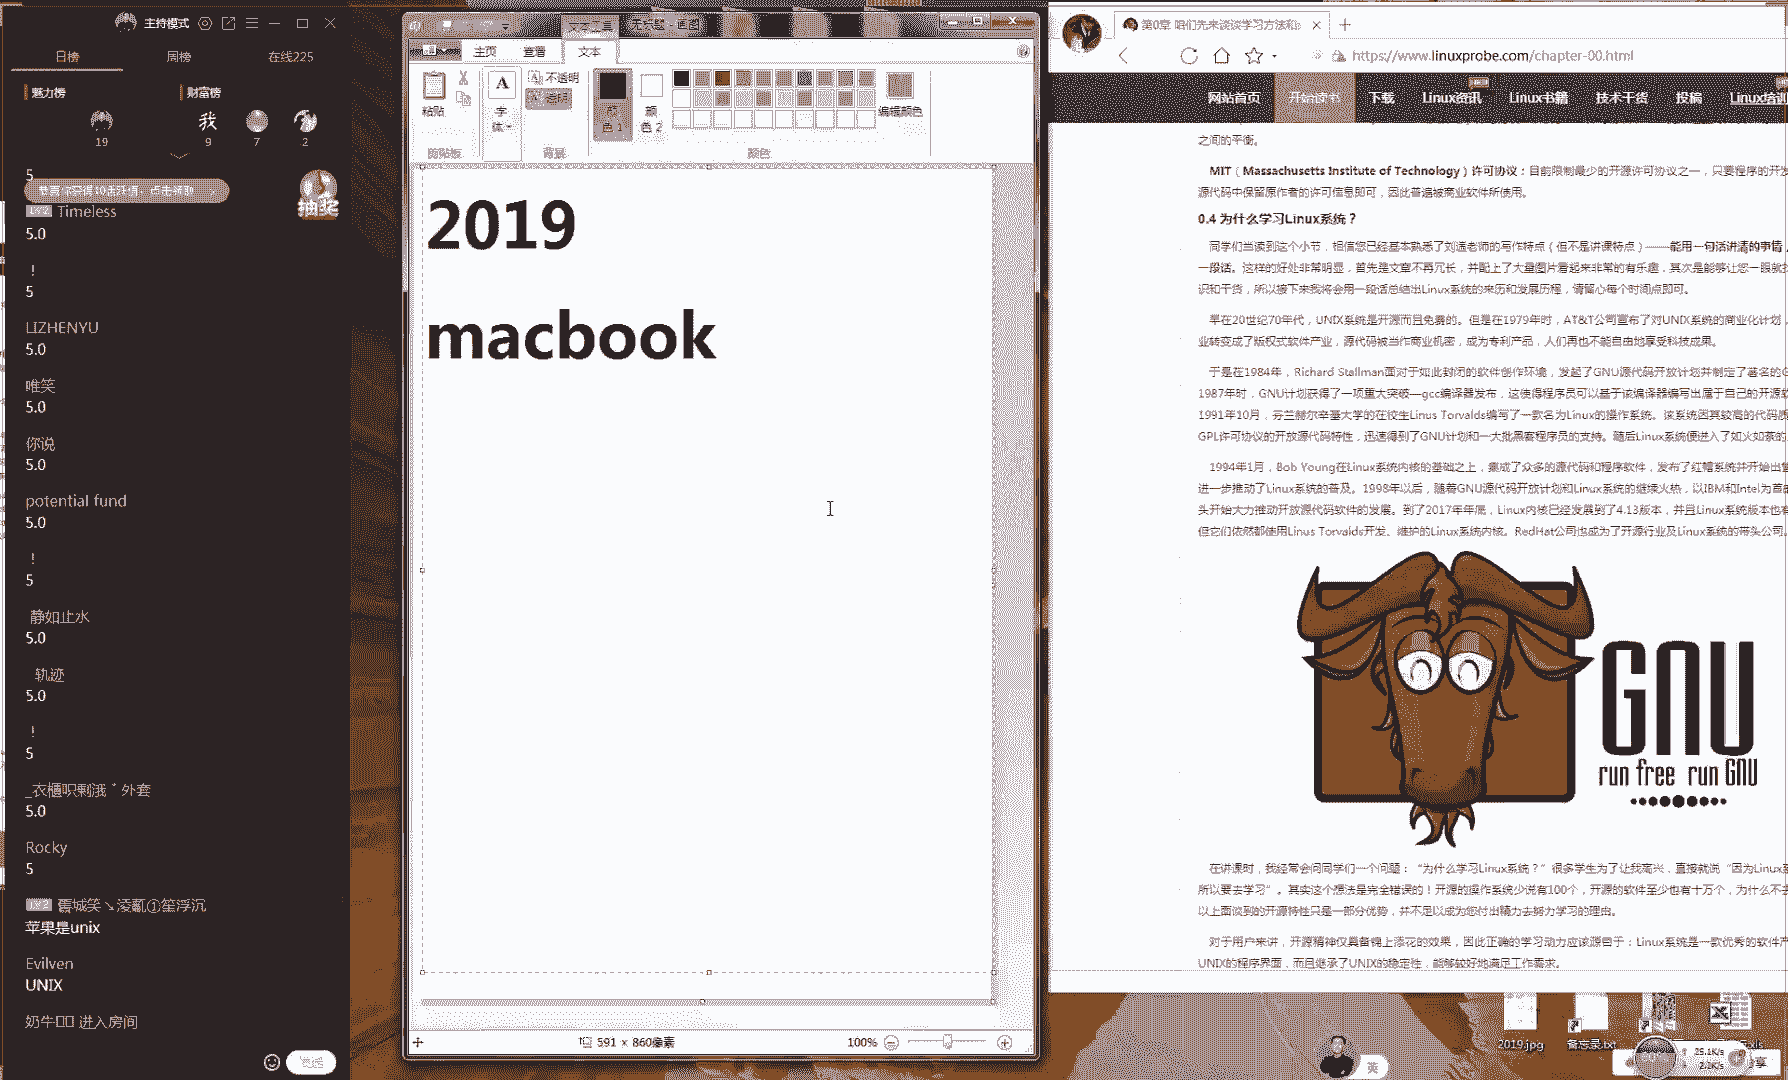 主持模式
日榜
周榜
在线225
魅力榜
财富榜
19
我
9
7
2
5
抽奖
LV2 Timeless
5.0
！
5
LIZHENYU
5.0
唯笑
5.0
你说
5.0
potential fund
5.0
！
5
静如止水
5.0
轨迹
5.0
！
5
5.0
Rocky
5
苹果是unix
Evilven
UNIX
进入房间
发送
文本工具
无标题 - 画图
主页
查看
文本
粘贴
剪贴板
A
字体
不透明
透明
背景
颜色 1
颜色 2
编辑颜色
颜色
2019
macbook
591 × 860像素
100%
第0章 咱们先来谈谈学习方法和
https://www.linuxprobe.com/chapter-00.html
网站首页
开始读书
下载
Linux资讯
Linux书籍
技术干货
投稿
Linux培训
之间的平衡。
MIT（Massachusetts Institute of Technology）许可协议：目前限制最少的开源许可协议之一，只要程序的开发
源代码中保留原作者的许可信息即可，因此普遍被商业软件所使用。
0.4 为什么学习Linux系统？
同学们当读到这个小节，相信您已经基本熟悉了刘遄老师的写作特点（但不是讲课特点）——能用一句话讲清的事情，
一段话。这样的好处非常明显，首先是文章不再冗长，并配上了大量图片看起来非常的有乐趣，其次是能够让您一眼就找
识和干货，所以接下来我将会用一段话总结出Linux系统的来历和发展历程，请留心每个时间点即可。
早在20世纪70年代，UNIX系统是开源而且免费的。但是在1979年时，AT&T公司宣布了对UNIX系统的商业化计划，
业转变成了版权式软件产业，源代码被当作商业机密，成为专利产品，人们再也不能自由地享受科技成果。
于是在1984年，Richard Stallman面对于如此封闭的软件创作环境，发起了GNU源代码开放计划并制定了著名的G
1987年时，GNU计划获得了一项重大突破—gcc编译器发布，这使得程序员可以基于该编译器编写出属于自己的开源软
1991年10月，芬兰赫尔辛基大学的在校生Linus Torvalds编写了一款名为Linux的操作系统。该系统因其较高的代码质
GPL许可协议的开放源代码特性，迅速得到了GNU计划和一大批黑客程序员的支持。随后Linux系统便进入了如火如荼的
1994年1月，Bob Young在Linux系统内核的基础之上，集成了众多的源代码和程序软件，发布了红帽系统并开始出售
进一步推动了Linux系统的普及。1998年以后，随着GNU源代码开放计划和Linux系统的继续火热，以IBM和Intel为首的
头开始大力推动开放源代码软件的发展。到了2017年年底，Linux内核已经发展到了4.13版本，并且Linux系统版本也有
但它们依然都使用Linus Torvalds开发、维护的Linux系统内核。RedHat公司也成为了开源行业及Linux系统的带头公司。
GNU
run free run GNU
在讲课时，我经常会问同学们一个问题：“为什么学习Linux系统？”很多学生为了让我高兴，直接就说“因为Linux系
所以要去学习”。其实这个想法是完全错误的！开源的操作系统少说有100个，开源的软件至少也有十万个，为什么不去
以上面谈到的开源特性只是一部分优势，并不足以成为您付出精力去努力学习的理由。
对于用户来讲，开源精神仅具备锦上添花的效果，因此正确的学习动力应该源自于：Linux系统是一款优秀的软件产
UNIX的程序界面，而且继承了UNIX的稳定性，能够较好地满足工作需求。
2019.jpg
备忘录.txt
.xls
英
25.1K/s
2.2K/s